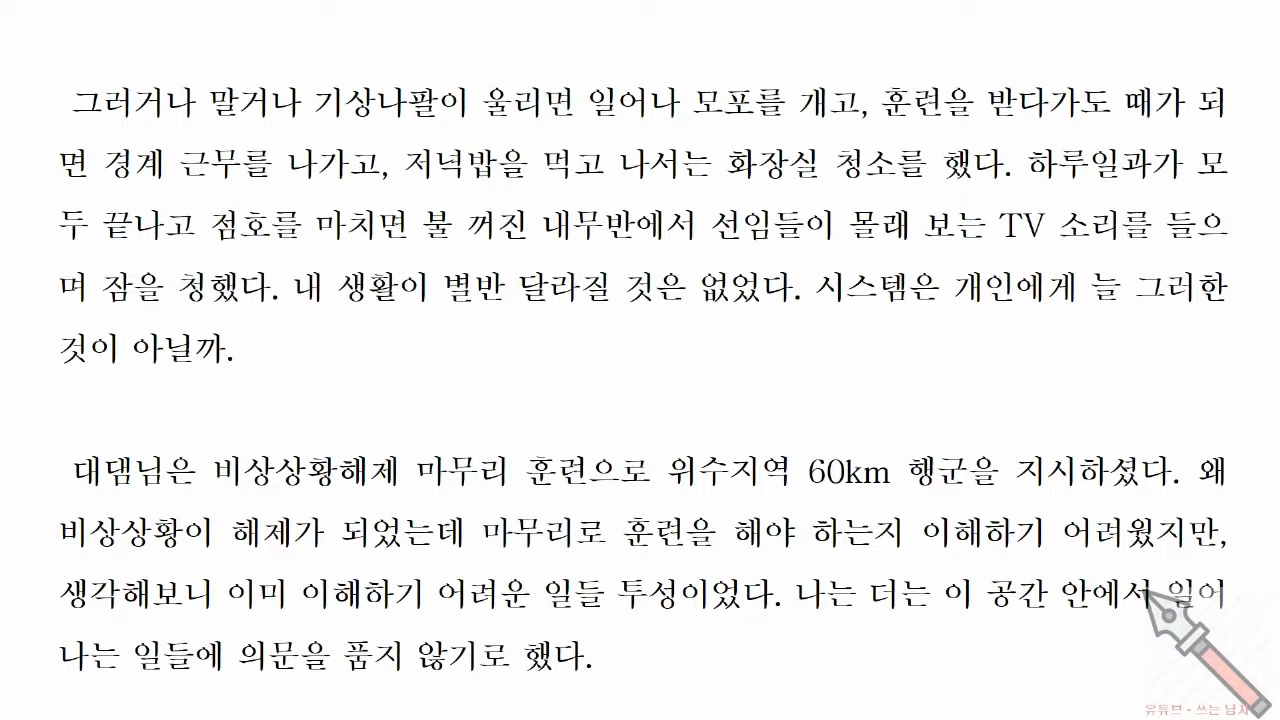 그러거나 말거나 기상나팔이 울리면 일어나 모포를 개고, 훈련을 받다가도 때가 되
면 경계 근무를 나가고, 저녁밥을 먹고 나서는 화장실 청소를 했다. 하루일과가 모
두 끝나고 점호를 마치면 불 꺼진 내무반에서 선임들이 몰래 보는 TV 소리를 들으
며 잠을 청했다. 내 생활이 별반 달라질 것은 없었다. 시스템은 개인에게 늘 그러한
것이 아닐까.
대댐님은 비상상황해제 마무리 훈련으로 위수지역 60km 행군을 지시하셨다. 왜
비상상황이 해제가 되었는데 마무리로 훈련을 해야 하는지 이해하기 어려웠지만,
생각해보니 이미 이해하기 어려운 일들 투성이었다. 나는 더는 이 공간 안에서 일어
나는 일들에 의문을 품지 않기로 했다.
유튜브 - 쓰는 남자